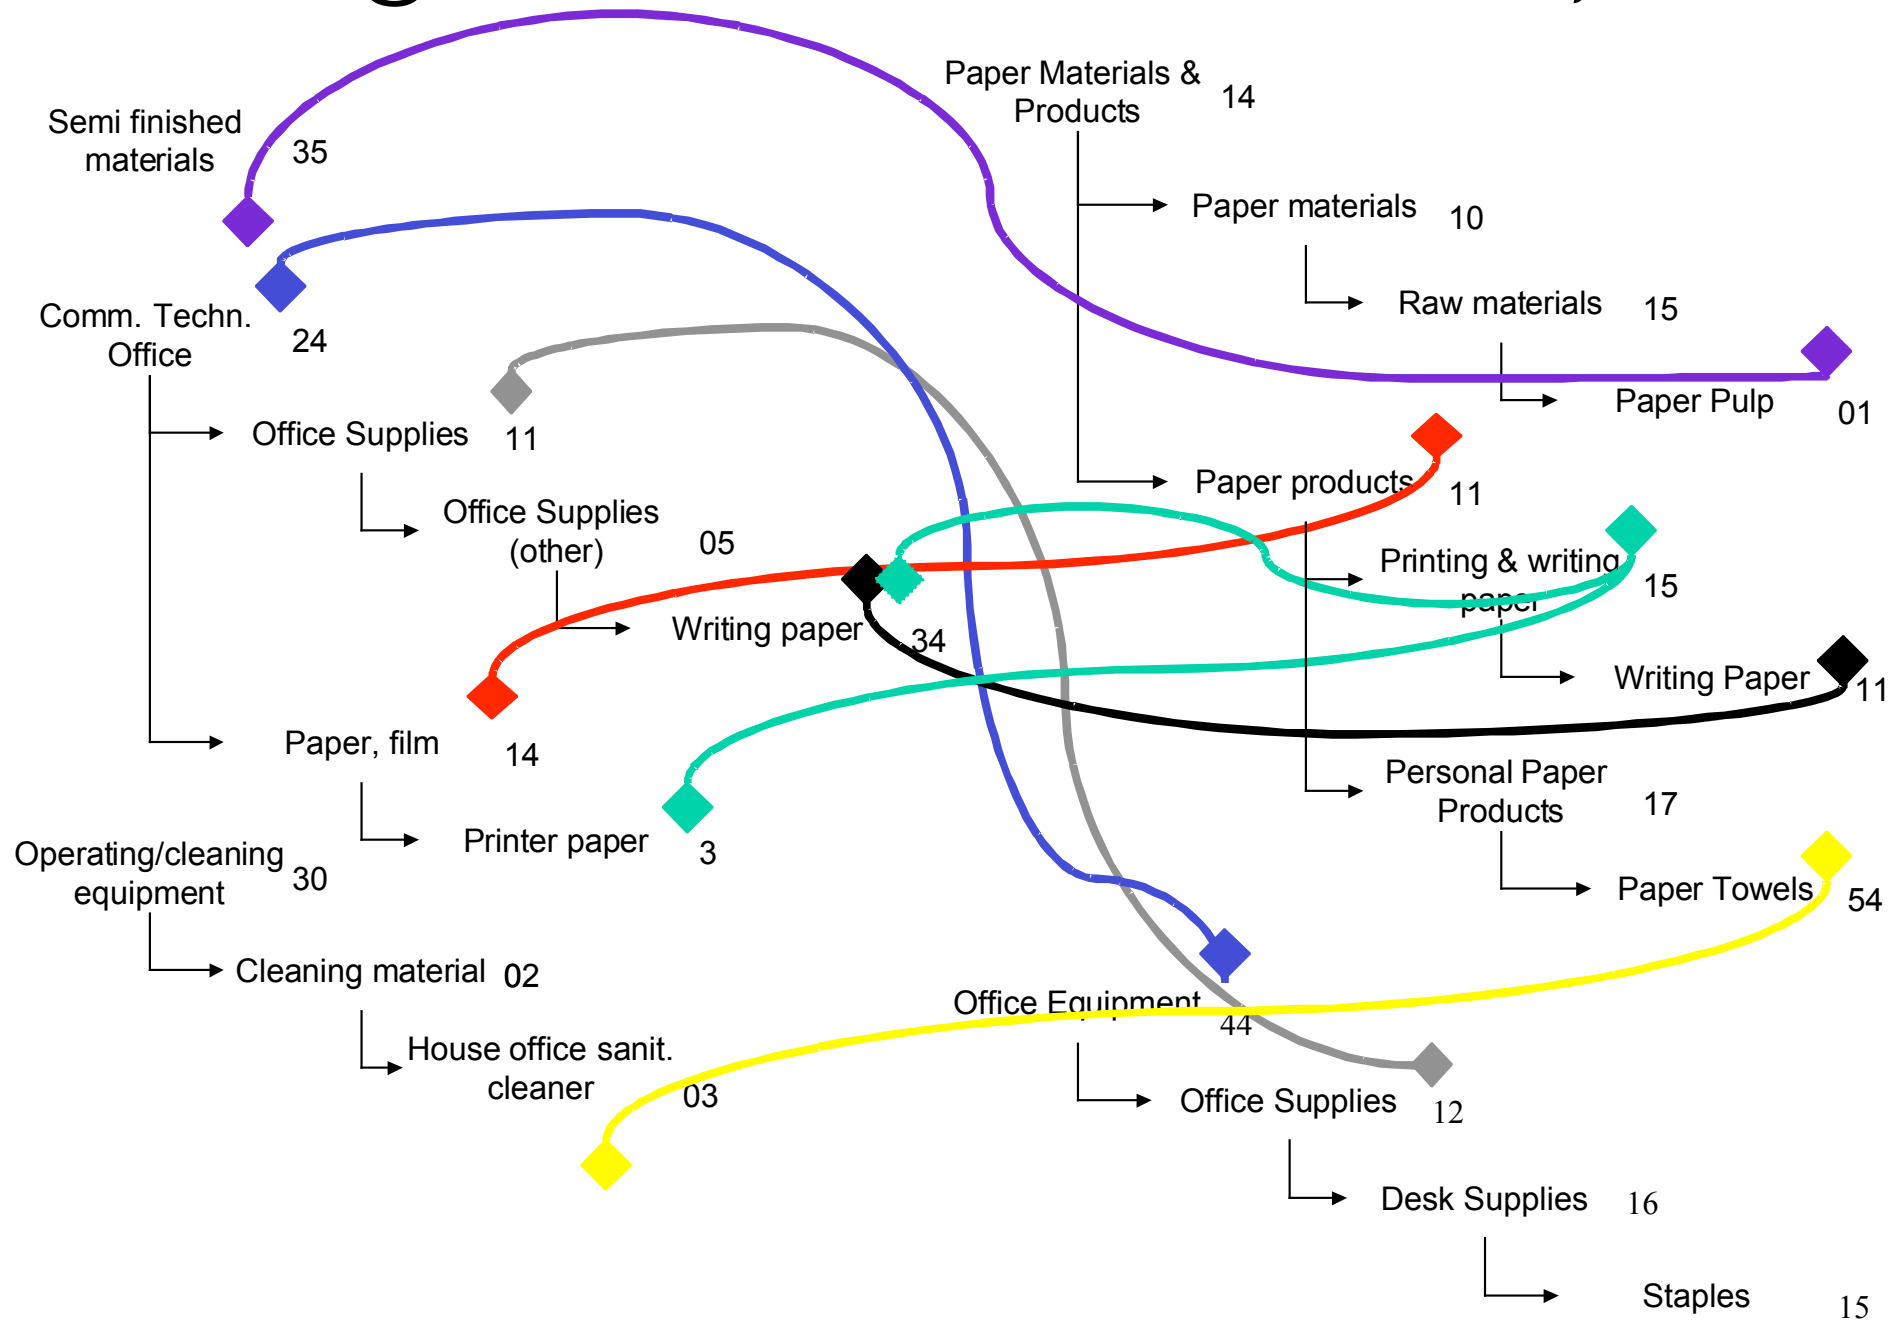 Semi finished
materials
35
Comm. Techn.
Office
24
Office Supplies
11
Office Supplies
(other)
05
Writing paper
34
Paper, film
14
Printer paper
3
Operating/cleaning
equipment
30
Cleaning material
02
House office sanit.
cleaner
03
Paper Materials &
Products
14
Paper materials
10
Raw materials
15
Paper Pulp
01
Paper products
11
Printing & writing
paper
15
Writing Paper
11
Personal Paper
Products
17
Paper Towels
54
Office Equipment
44
Office Supplies
12
Desk Supplies
16
Staples
15